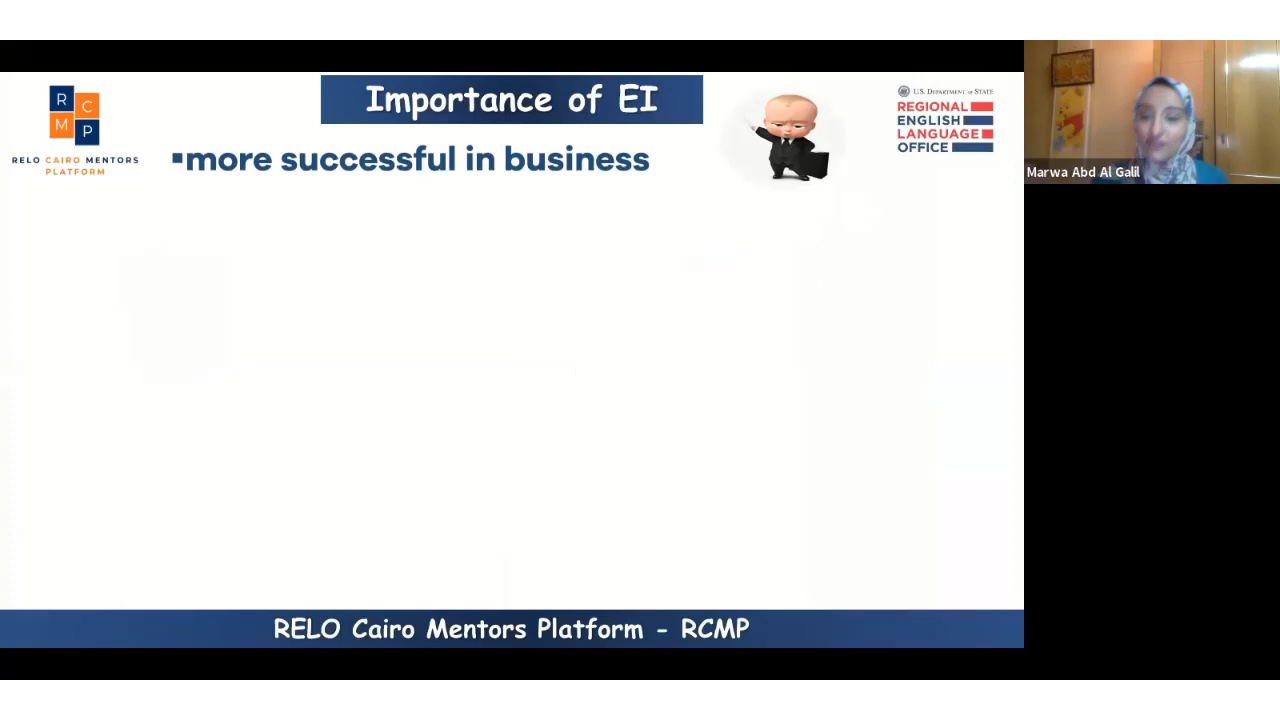 Importance of EI
R
C
M
P
RELO CAIRO MENTORS
PLATFORM
▪more successful in business
U.S. DEPARTMENT of STATE
REGIONAL
ENGLISH
LANGUAGE
OFFICE
Marwa Abd Al Galil
RELO Cairo Mentors Platform - RCMP